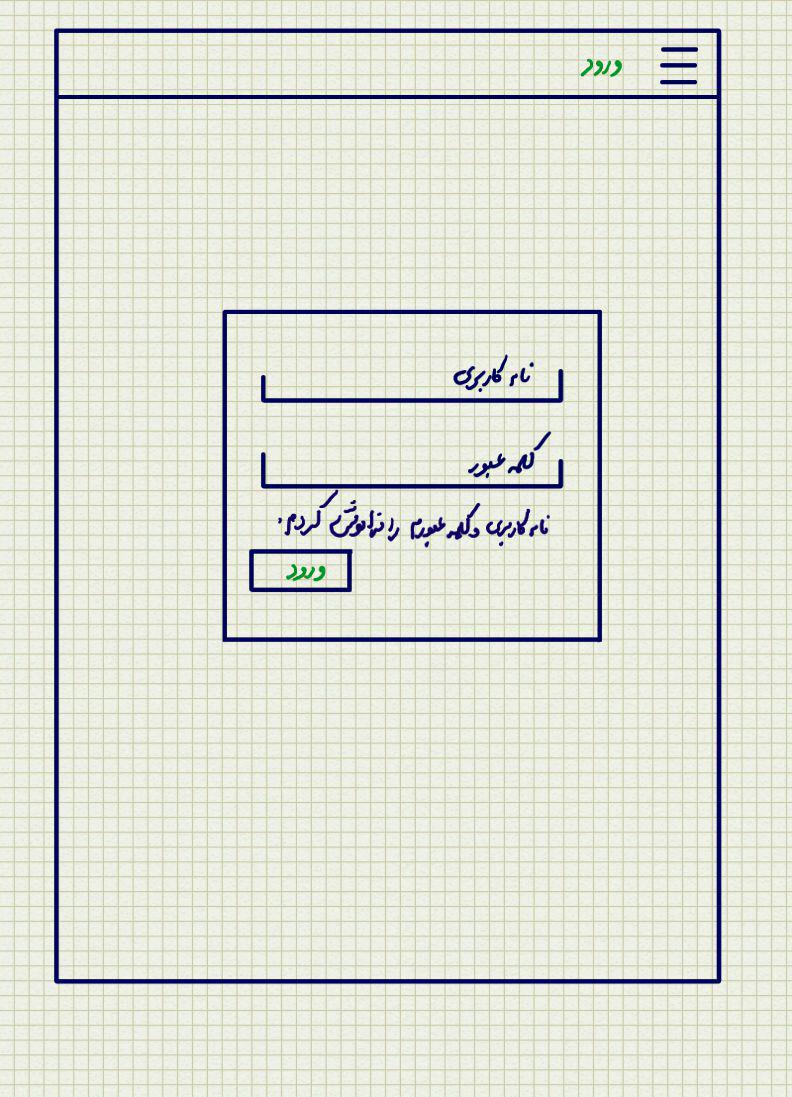 ورود
نام کاربری
کلمه عبور
نام کاربری و کلمه عبورم را فراموش کردم.
ورود